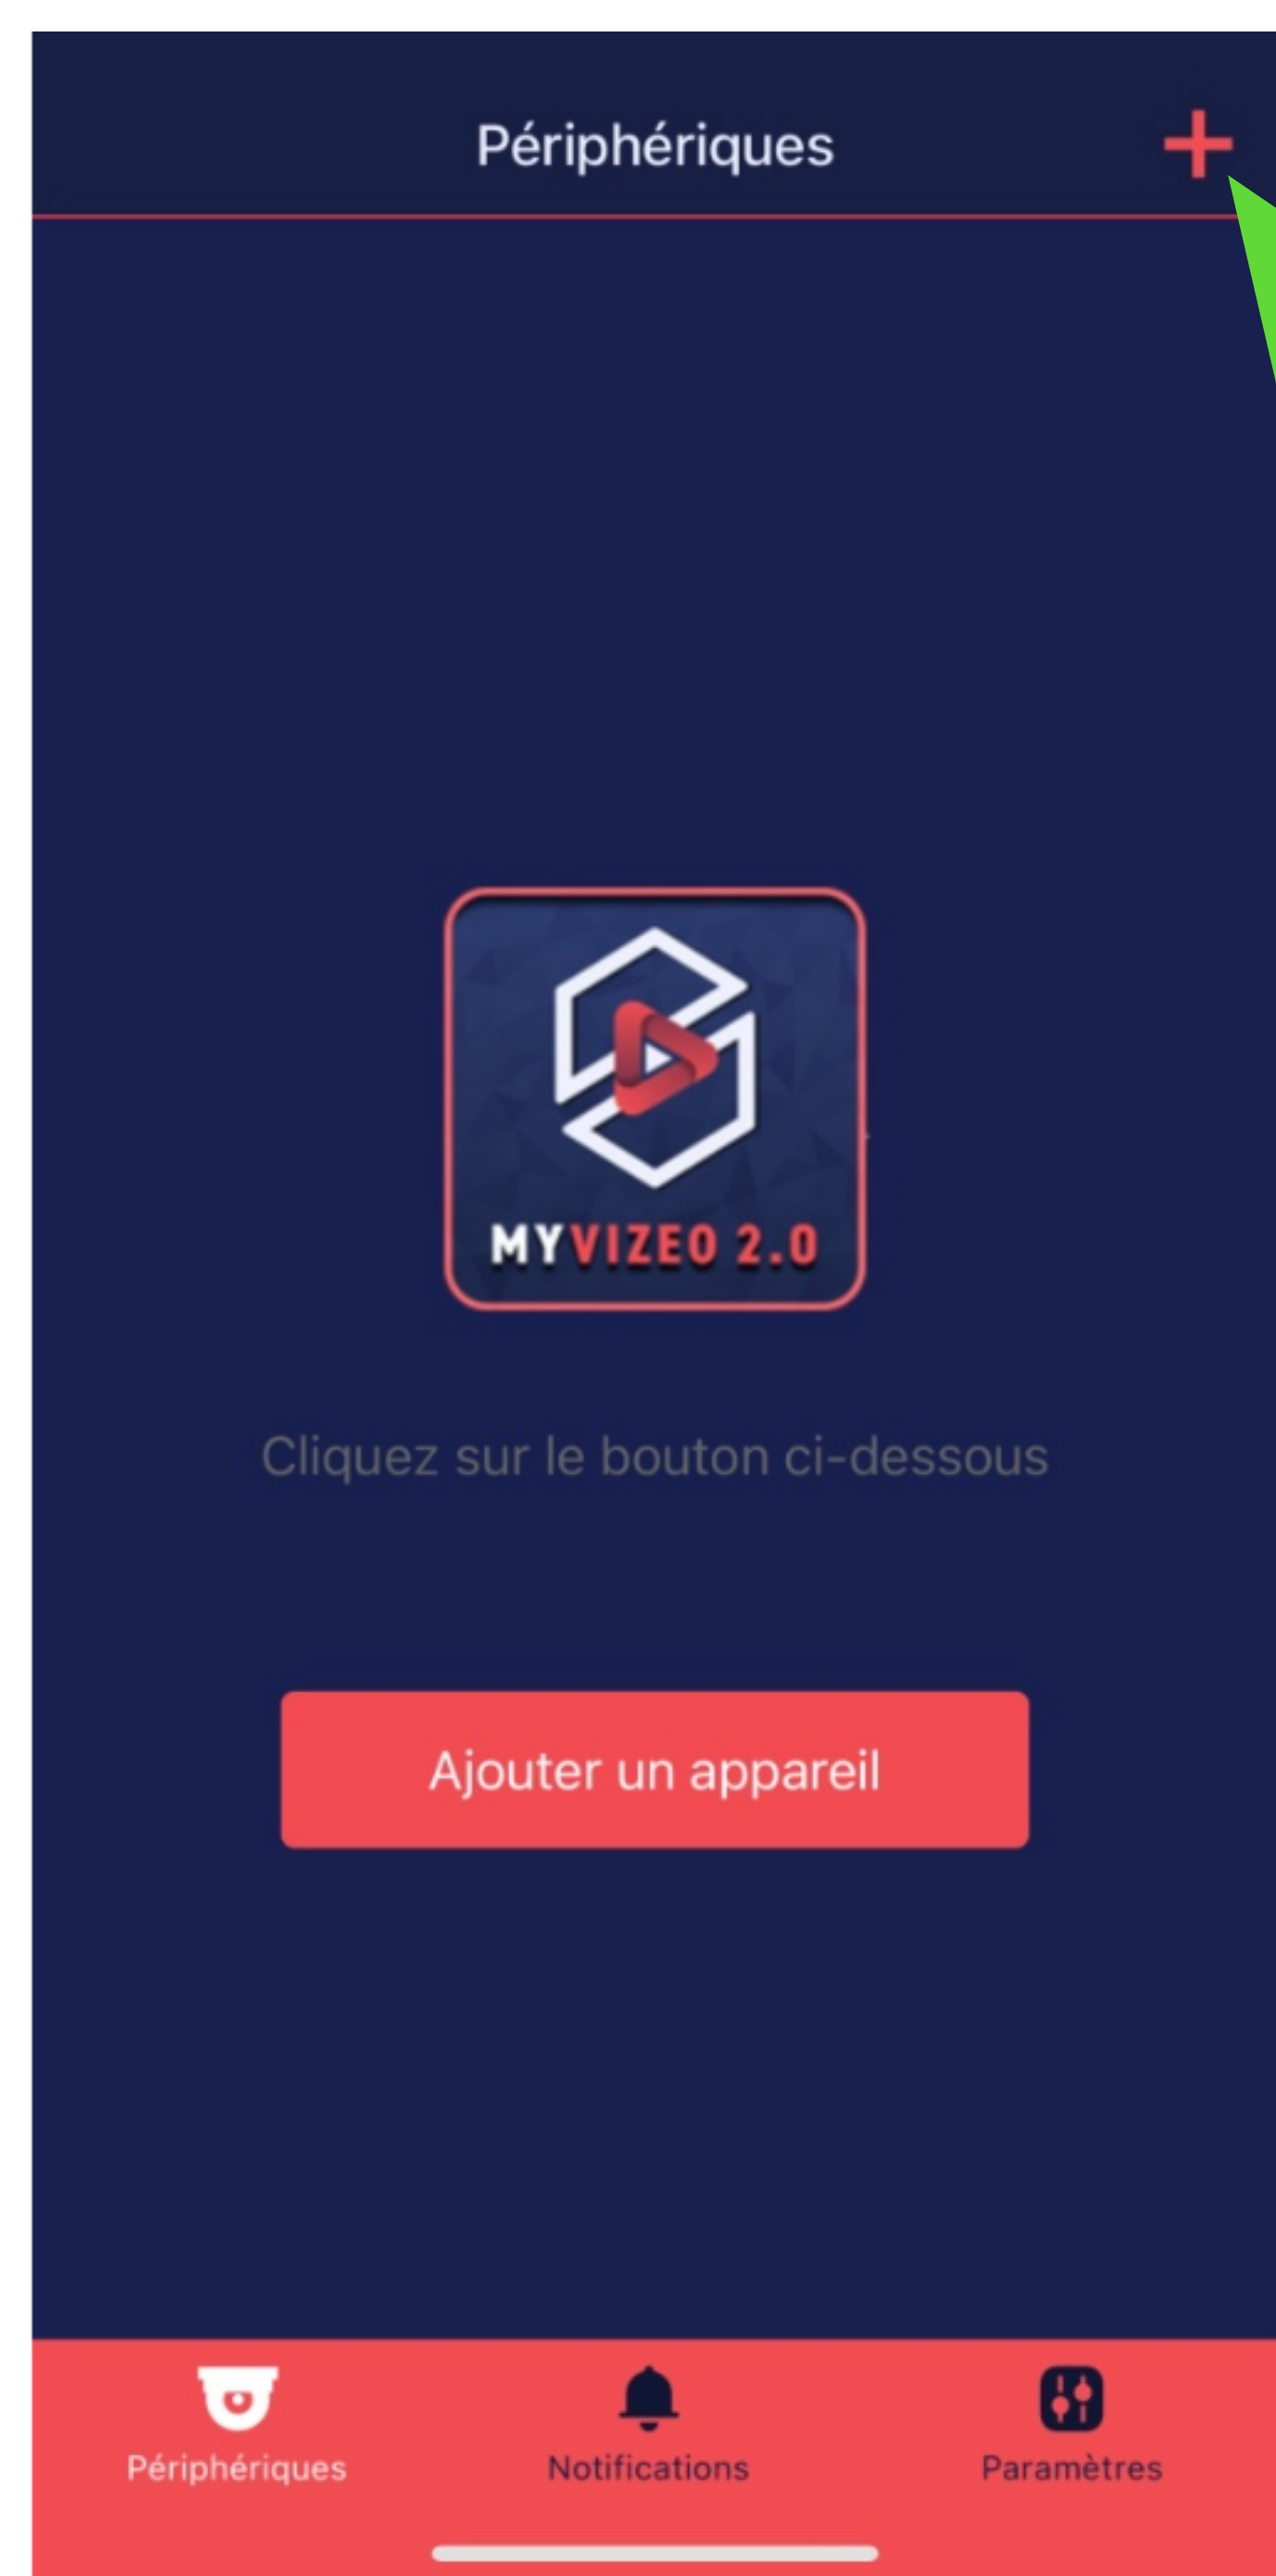 Périphériques
MYVIZEO 2.0
Cliquez sur le bouton ci-dessous
Ajouter un appareil
Périphériques
Notifications
Paramètres